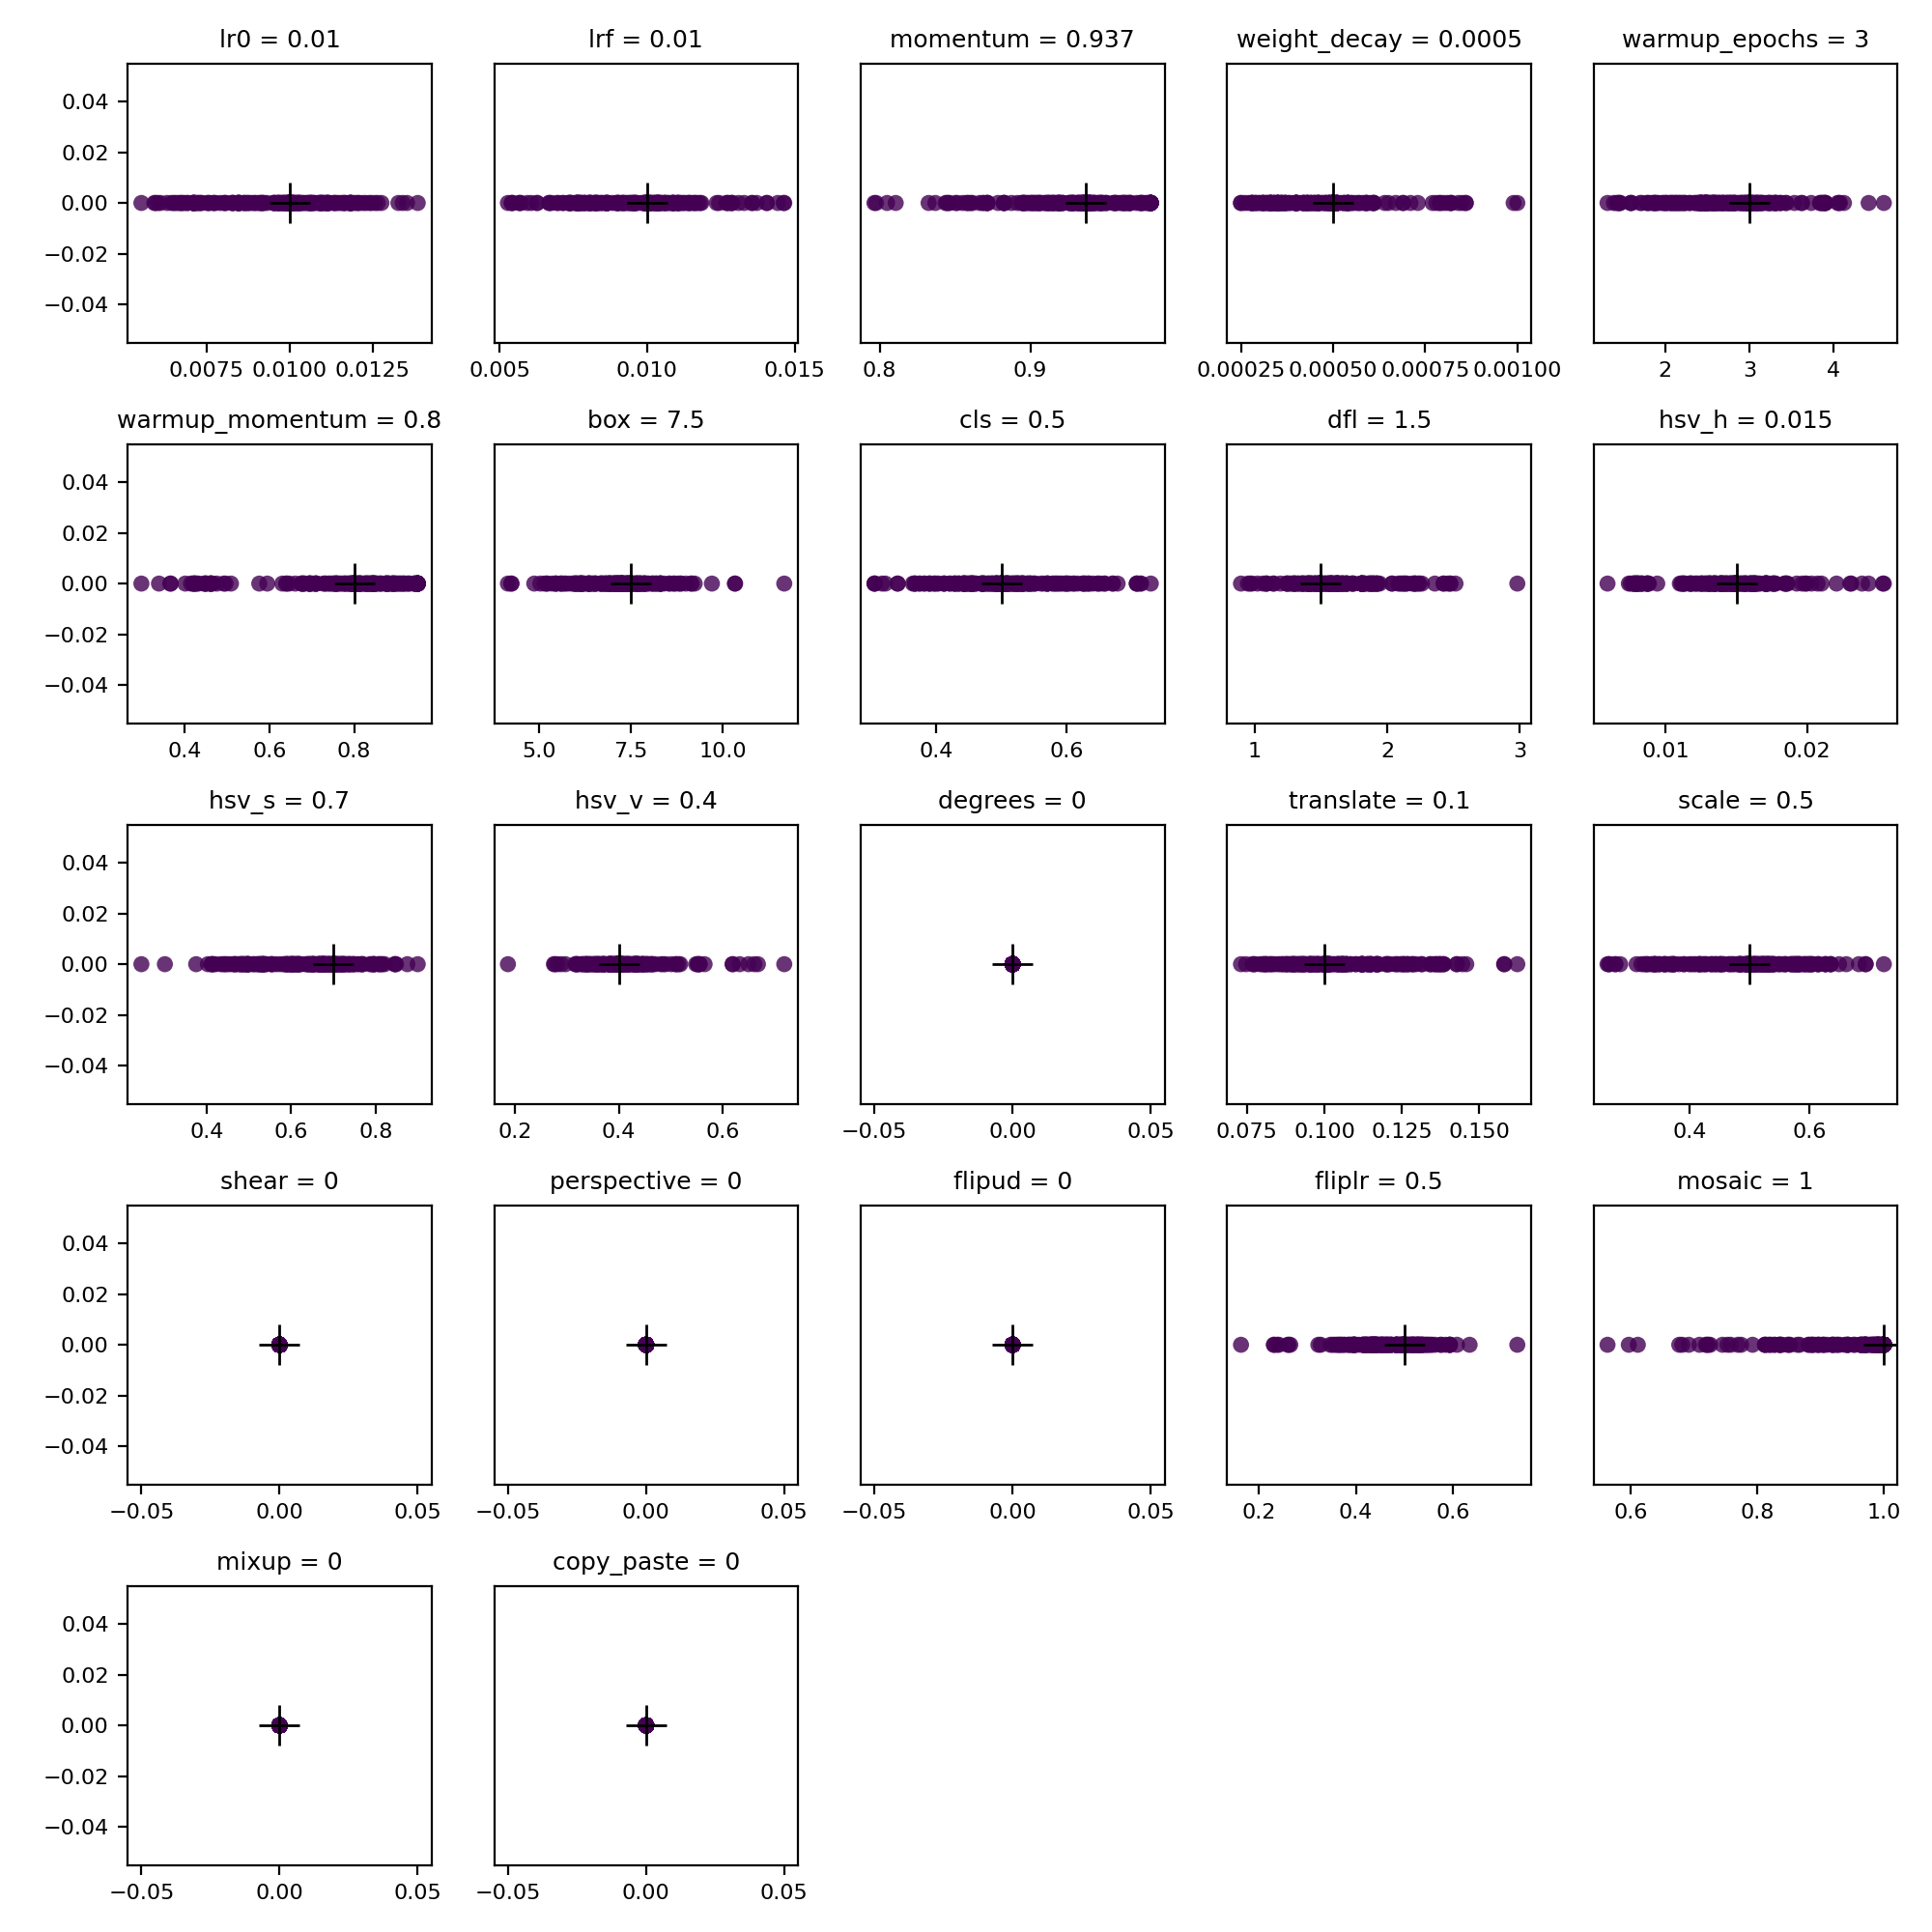 lr0 = 0.01
lrf = 0.01
momentum = 0.937
weight_decay = 0.0005
warmup_epochs = 3
0.04
0.02
0.00
−0.02
−0.04
0.0075 0.0100 0.0125
0.005 0.010 0.015
0.8 0.9
0.00025 0.00050 0.00075 0.00100
2 3 4
warmup_momentum = 0.8
box = 7.5
cls = 0.5
dfl = 1.5
hsv_h = 0.015
0.04
0.02
0.00
−0.02
−0.04
0.4 0.6 0.8
5.0 7.5 10.0
0.4 0.6
1 2 3
0.01 0.02
hsv_s = 0.7
hsv_v = 0.4
degrees = 0
translate = 0.1
scale = 0.5
0.04
0.02
0.00
−0.02
−0.04
0.4 0.6 0.8
0.2 0.4 0.6
−0.05 0.00 0.05
0.075 0.100 0.125 0.150
0.4 0.6
shear = 0
perspective = 0
flipud = 0
fliplr = 0.5
mosaic = 1
0.04
0.02
0.00
−0.02
−0.04
−0.05 0.00 0.05
−0.05 0.00 0.05
−0.05 0.00 0.05
0.2 0.4 0.6
0.6 0.8 1.0
mixup = 0
copy_paste = 0
0.04
0.02
0.00
−0.02
−0.04
−0.05 0.00 0.05
−0.05 0.00 0.05